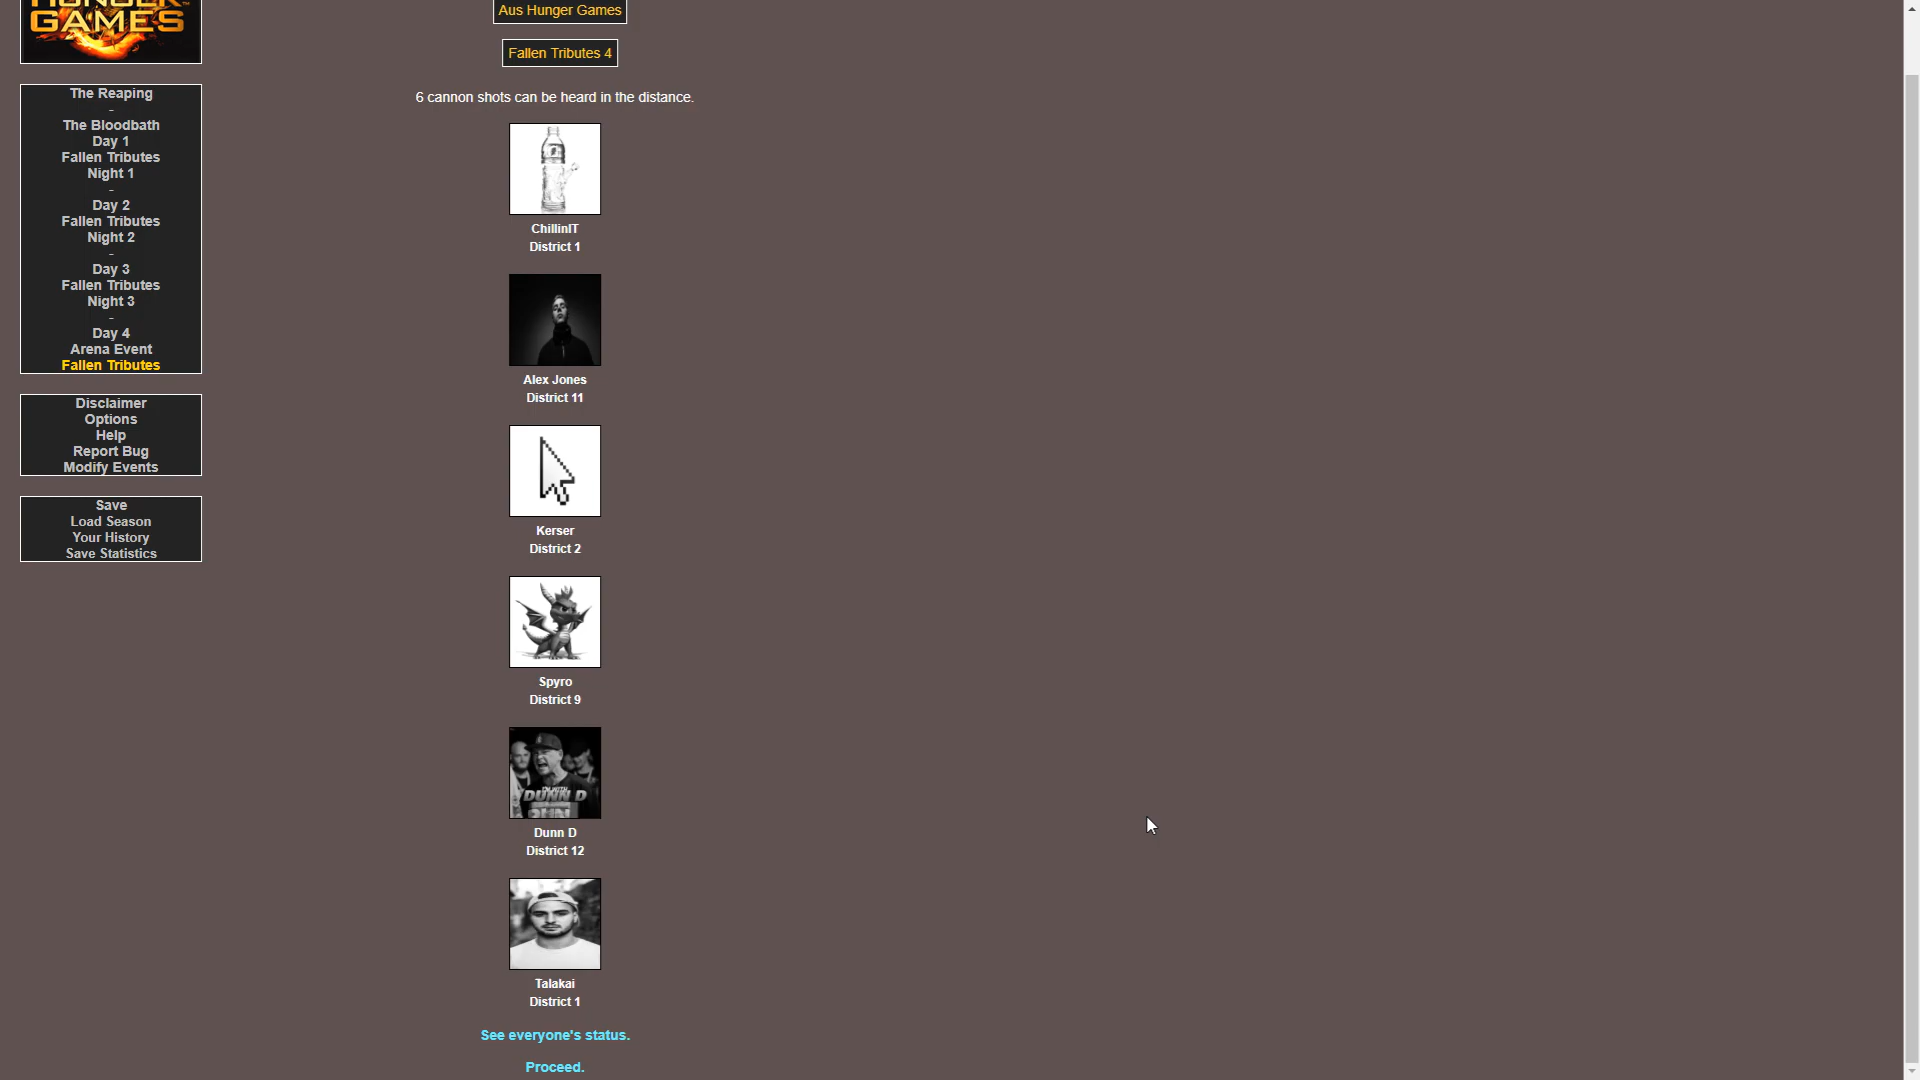 HUNGER
GAMES
The Reaping
-
The Bloodbath
Day 1
Fallen Tributes
Night 1
-
Day 2
Fallen Tributes
Night 2
-
Day 3
Fallen Tributes
Night 3
-
Day 4
Arena Event
Fallen Tributes
Disclaimer
Options
Help
Report Bug
Modify Events
Save
Load Season
Your History
Save Statistics
Aus Hunger Games
Fallen Tributes 4
6 cannon shots can be heard in the distance.
ChillinIT
District 1
Alex Jones
District 11
Kerser
District 2
Spyro
District 9
I'M WITH
DUNN D
Dunn D
District 12
Talakai
District 1
See everyone's status.
Proceed.